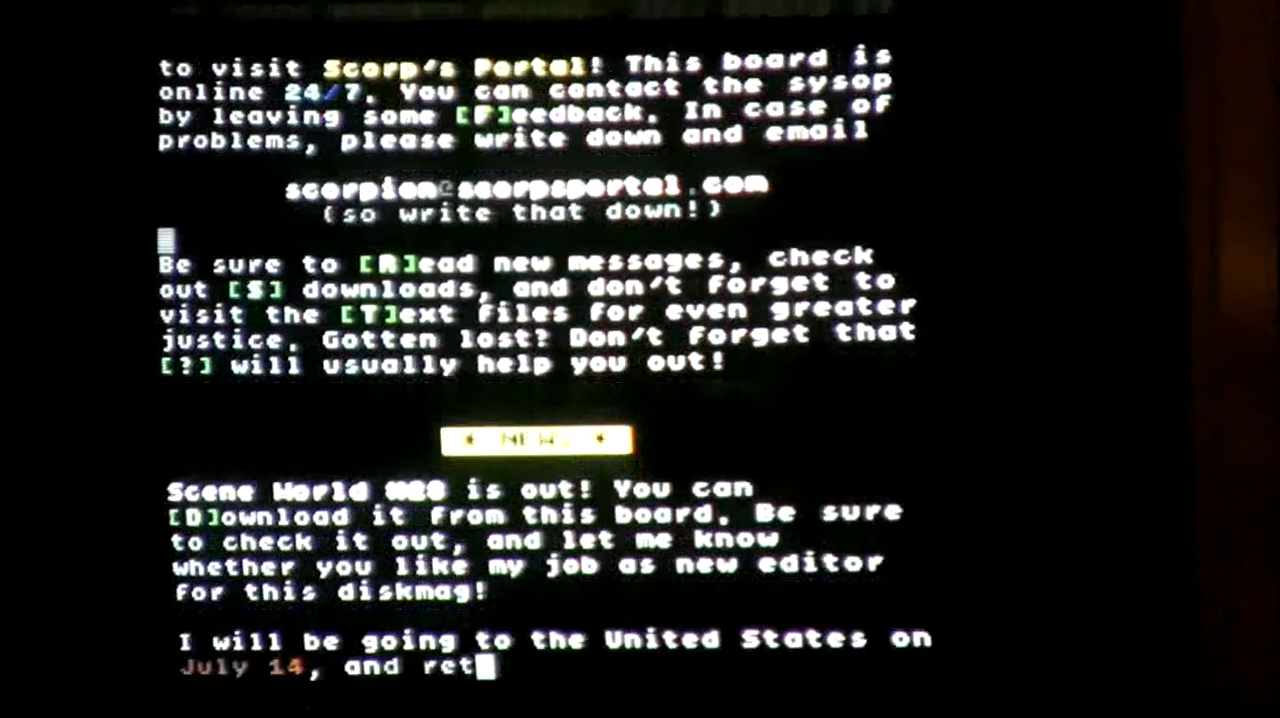 to visit Scorp's Portal! This board is
online 24/7. You can contact the sysop
by leaving some [F]eedback. In case of
problems, please write down and email
scorpion@scorpsportal.com
(so write that down!)
Be sure to [R]ead new messages, check
out [S] downloads, and don't forget to
visit the [T]ext files for even greater
justice. Gotten lost? Don't forget that
[?] will usually help you out!
* NEWS *
Scene World #28 is out! You can
[D]ownload it from this board. Be sure
to check it out, and let me know
whether you like my job as new editor
for this diskmag!
I will be going to the United States on
July 14, and ret